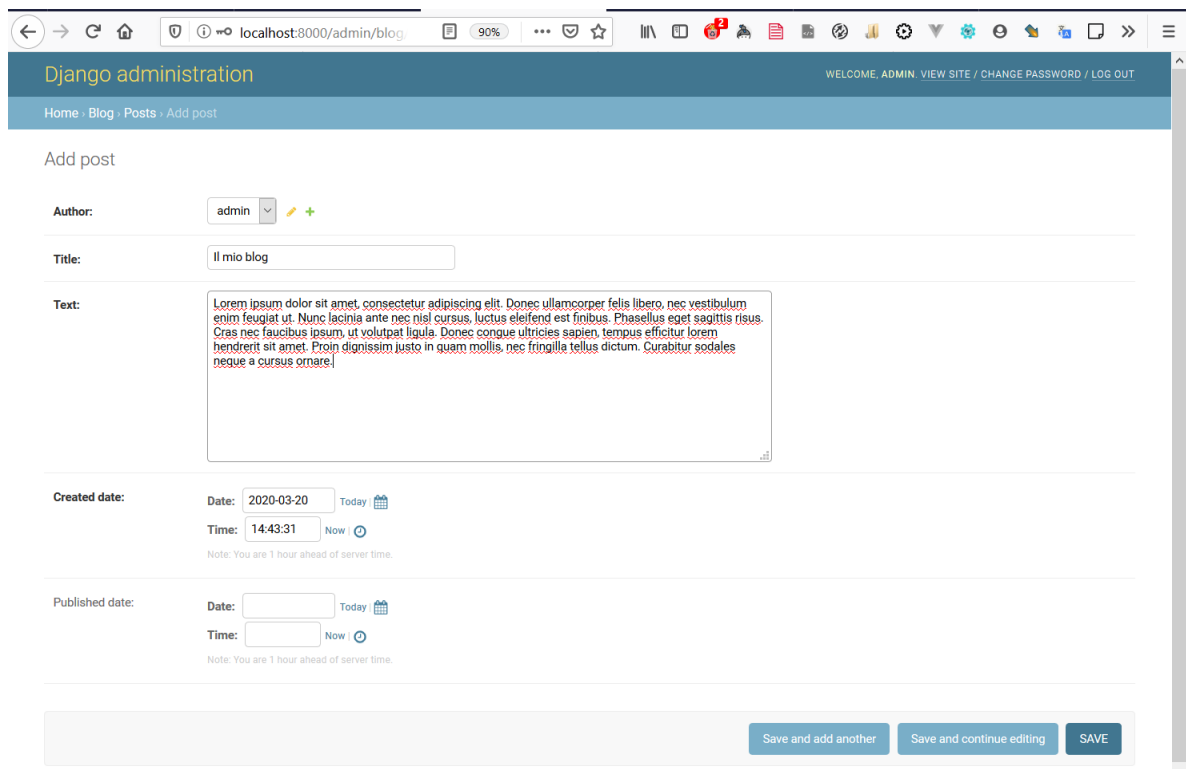 localhost:8000/admin/blog
90%
2
Django administration
WELCOME, ADMIN. VIEW SITE / CHANGE PASSWORD / LOG OUT
Home › Blog › Posts › Add post
Add post
Author:
admin
Title:
Il mio blog
Text:
Lorem ipsum dolor sit amet, consectetur adipiscing elit. Donec ullamcorper felis libero, nec vestibulum
enim feugiat ut. Nunc lacinia ante nec nisl cursus, luctus eleifend est finibus. Phasellus eget sagittis risus.
Cras nec faucibus ipsum, ut volutpat ligula. Donec congue ultricies sapien, tempus efficitur lorem
hendrerit sit amet. Proin dignissim justo in quam mollis, nec fringilla tellus dictum. Curabitur sodales
neque a cursus ornare.
Created date:
Date: 2020-03-20 Today |
Time: 14:43:31 Now |
Note: You are 1 hour ahead of server time.
Published date:
Date: Today |
Time: Now |
Note: You are 1 hour ahead of server time.
Save and add another Save and continue editing SAVE